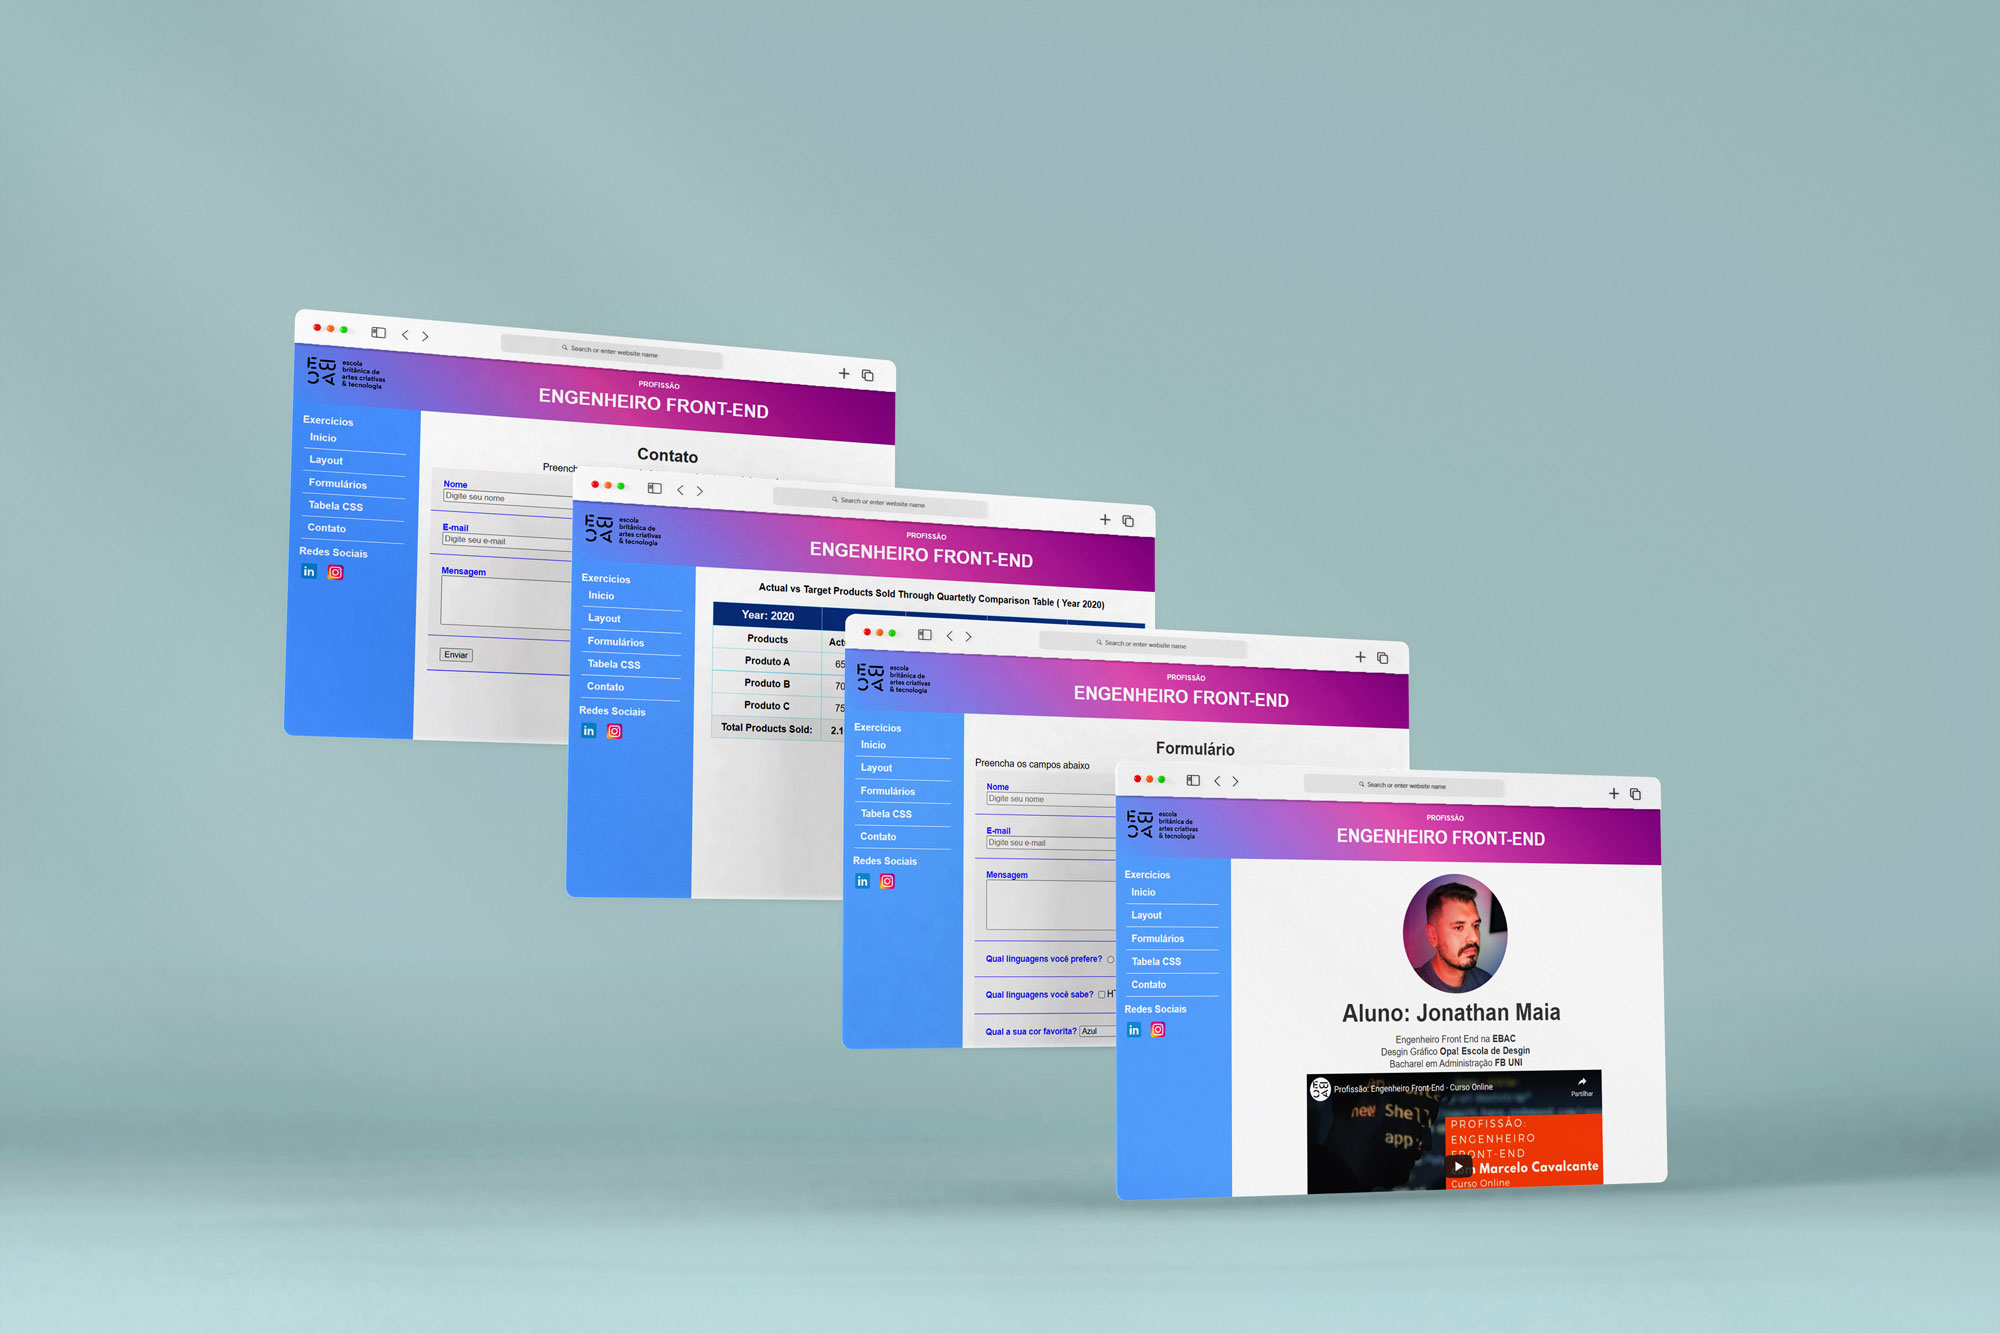 Search or enter website name
escola
britânica de
artes criativas
& tecnologia
PROFISSÃO
ENGENHEIRO FRONT-END
Exercícios
Inicio
Layout
Formulários
Tabela CSS
Contato
Redes Sociais
in
Contato
Preench
Nome
Digite seu nome
E-mail
Digite seu e-mail
Mensagem
Enviar
Search or enter website name
escola
britânica de
artes criativas
& tecnologia
PROFISSÃO
ENGENHEIRO FRONT-END
Exercícios
Inicio
Layout
Formulários
Tabela CSS
Contato
Redes Sociais
in
Actual vs Target Products Sold Through Quartetly Comparison Table ( Year 2020)
Year: 2020
Products Actu
Produto A 65
Produto B 70
Produto C 75
Total Products Sold: 2.1
Search or enter website name
escola
britânica de
artes criativas
& tecnologia
PROFISSÃO
ENGENHEIRO FRONT-END
Exercícios
Inicio
Layout
Formulários
Tabela CSS
Contato
Redes Sociais
in
Formulário
Preencha os campos abaixo
Nome
Digite seu nome
E-mail
Digite seu e-mail
Mensagem
Qual linguagens você prefere?
Qual linguagens você sabe? HT
Qual a sua cor favorita? Azul
Search or enter website name
escola
britânica de
artes criativas
& tecnologia
PROFISSÃO
ENGENHEIRO FRONT-END
Exercícios
Inicio
Layout
Formulários
Tabela CSS
Contato
Redes Sociais
in
Aluno: Jonathan Maia
Engenheiro Front End na EBAC
Desgin Gráfico Opa! Escola de Desgin
Bacharel em Administração FB UNI
Profissão: Engenheiro Front-End - Curso Online
Partilhar
new Shell
app:
PROFISSÃO:
ENGENHEIRO
FRONT-END
com Marcelo Cavalcante
Curso Online